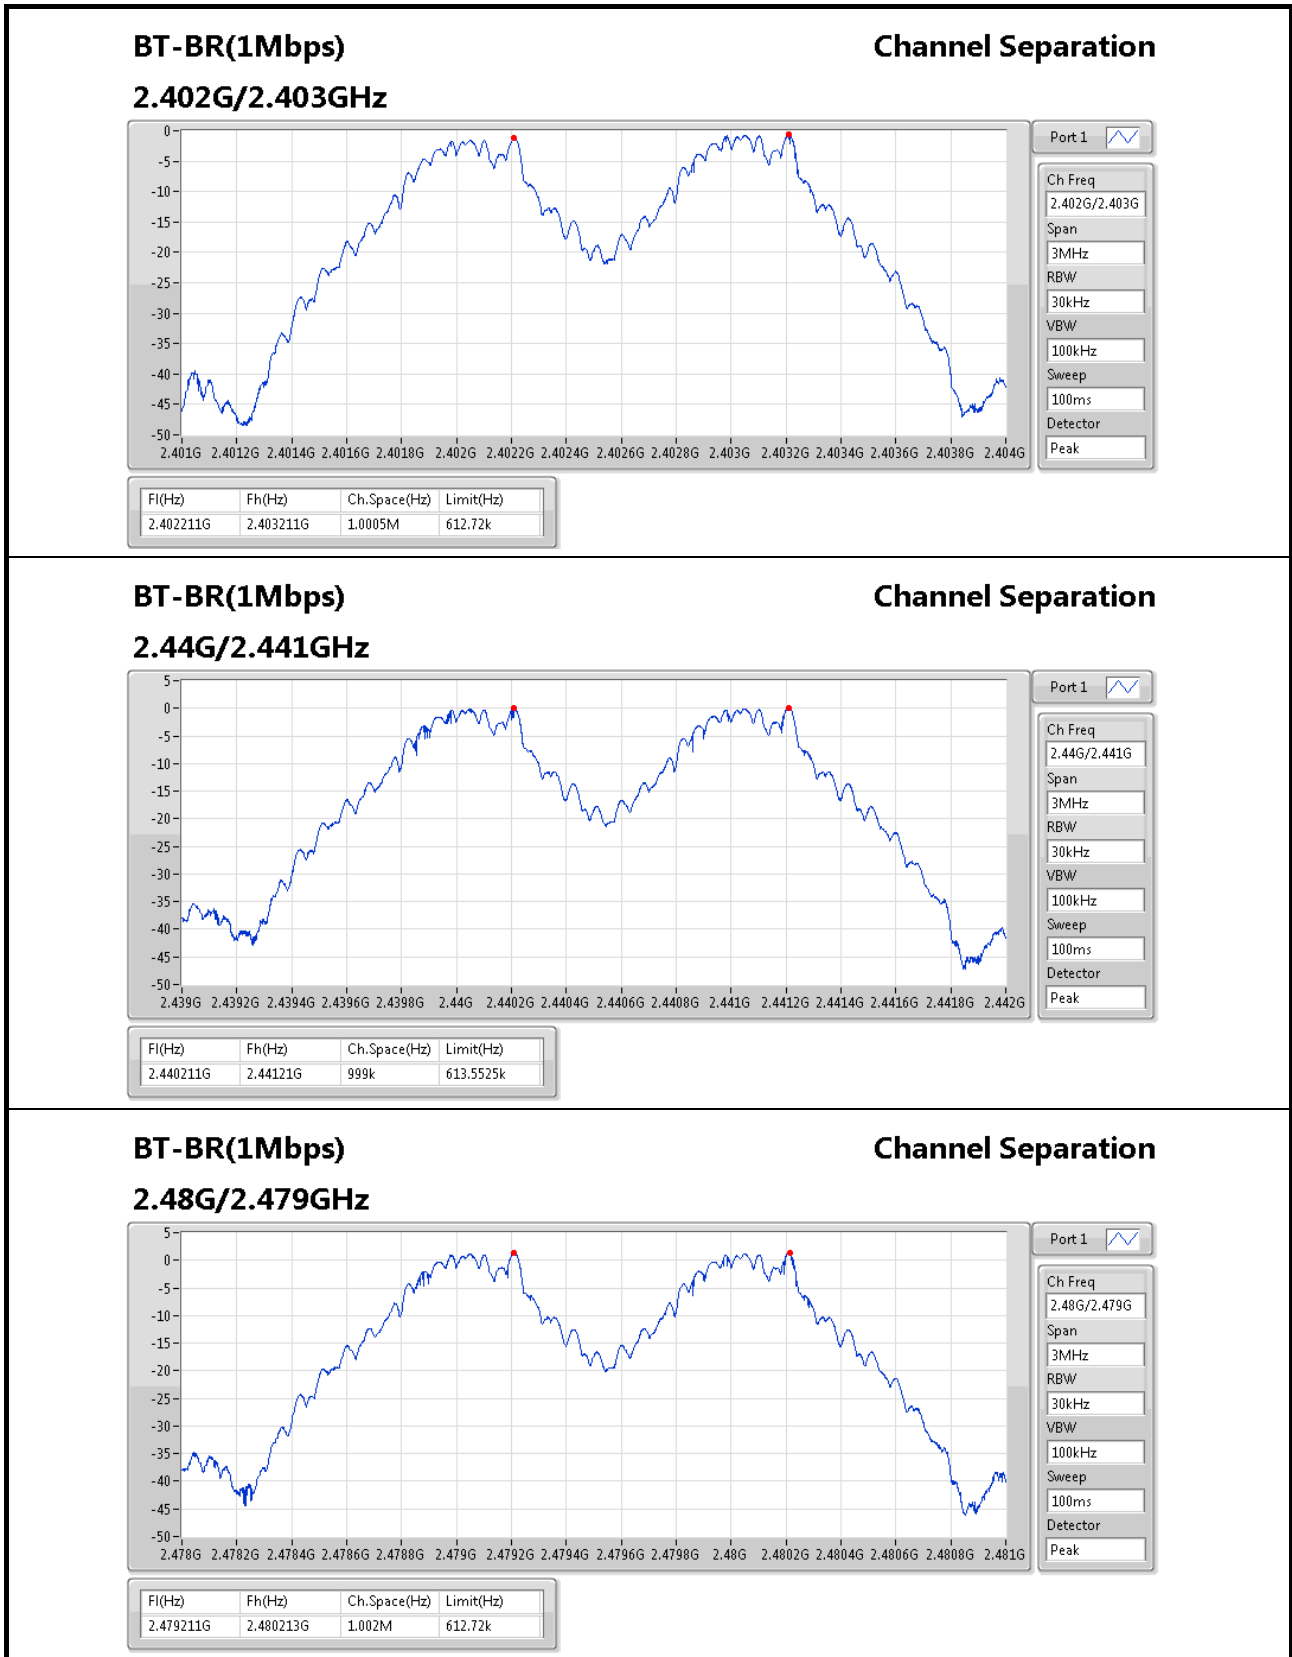 BT-BR(1Mbps) Channel Separation
2.402G/2.403GHz
0
-5
-10
-15
-20
-25
-30
-35
-40
-45
-50
2.401G 2.4012G 2.4014G 2.4016G 2.4018G 2.402G 2.4022G 2.4024G 2.4026G 2.4028G 2.403G 2.4032G 2.4034G 2.4036G 2.4038G 2.404G
Port 1
Ch Freq
2.402G/2.403G
Span
3MHz
RBW
30kHz
VBW
100kHz
Sweep
100ms
Detector
Peak
Fl(Hz) Fh(Hz) Ch.Space(Hz) Limit(Hz)
2.402211G 2.403211G 1.0005M 612.72k
BT-BR(1Mbps) Channel Separation
2.44G/2.441GHz
5
0
-5
-10
-15
-20
-25
-30
-35
-40
-45
-50
2.439G 2.4392G 2.4394G 2.4396G 2.4398G 2.44G 2.4402G 2.4404G 2.4406G 2.4408G 2.441G 2.4412G 2.4414G 2.4416G 2.4418G 2.442G
Port 1
Ch Freq
2.44G/2.441G
Span
3MHz
RBW
30kHz
VBW
100kHz
Sweep
100ms
Detector
Peak
Fl(Hz) Fh(Hz) Ch.Space(Hz) Limit(Hz)
2.440211G 2.44121G 999k 613.5525k
BT-BR(1Mbps) Channel Separation
2.48G/2.479GHz
5
0
-5
-10
-15
-20
-25
-30
-35
-40
-45
-50
2.478G 2.4782G 2.4784G 2.4786G 2.4788G 2.479G 2.4792G 2.4794G 2.4796G 2.4798G 2.48G 2.4802G 2.4804G 2.4806G 2.4808G 2.481G
Port 1
Ch Freq
2.48G/2.479G
Span
3MHz
RBW
30kHz
VBW
100kHz
Sweep
100ms
Detector
Peak
Fl(Hz) Fh(Hz) Ch.Space(Hz) Limit(Hz)
2.479211G 2.480213G 1.002M 612.72k